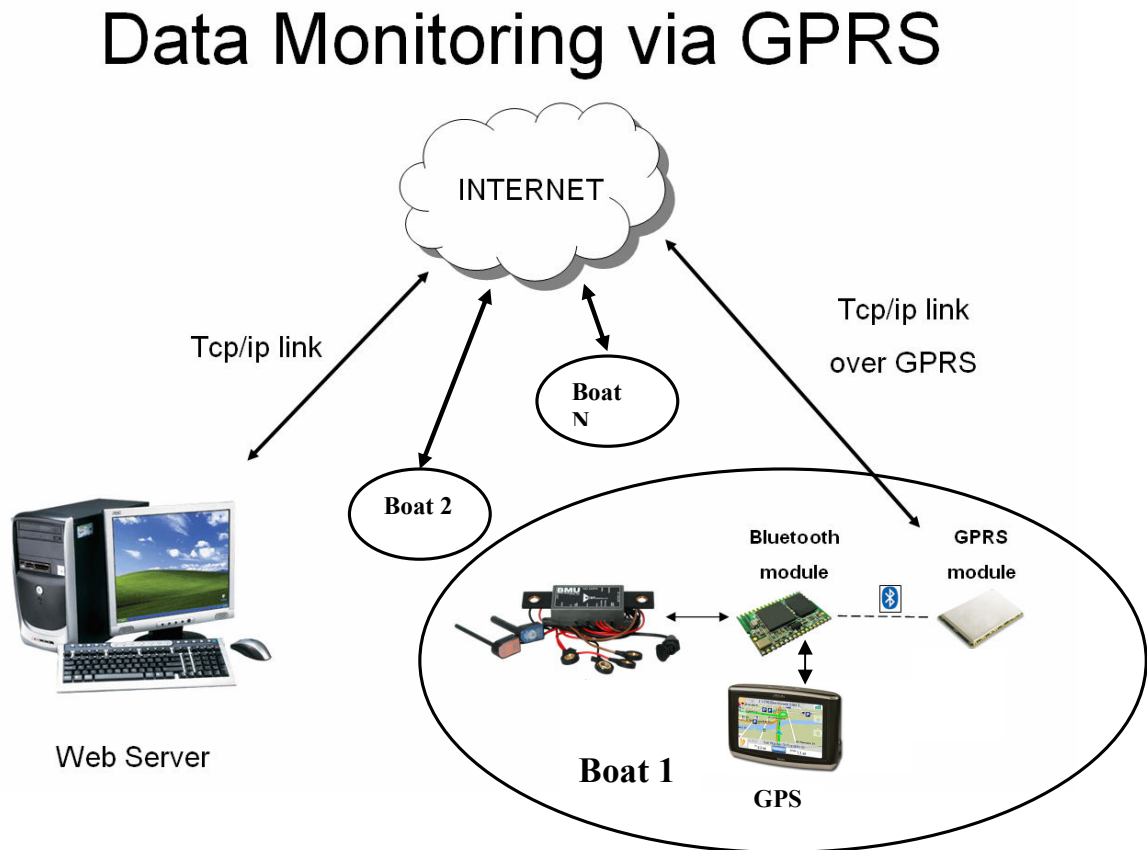 Data Monitoring via GPRS
INTERNET
Tcp/ip link
Tcp/ip link
over GPRS
Boat
N
Boat 2
Bluetooth
module
GPRS
module
BMU
Boat 1
GPS
Web Server